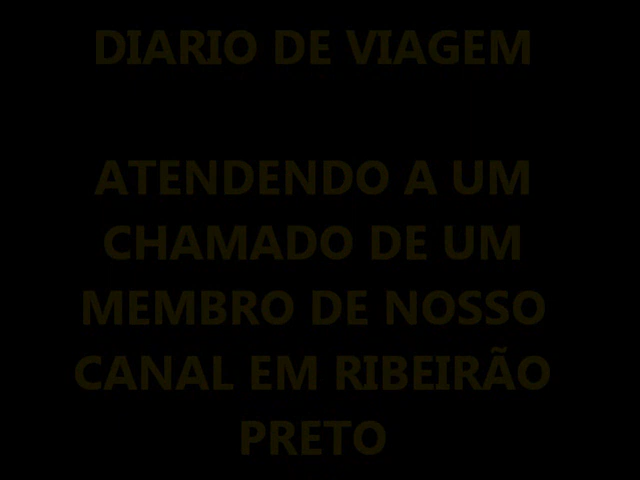 DIARIO DE VIAGEM
ATENDENDO A UM
CHAMADO DE UM
MEMBRO DE NOSSO
CANAL EM RIBEIRÃO
PRETO